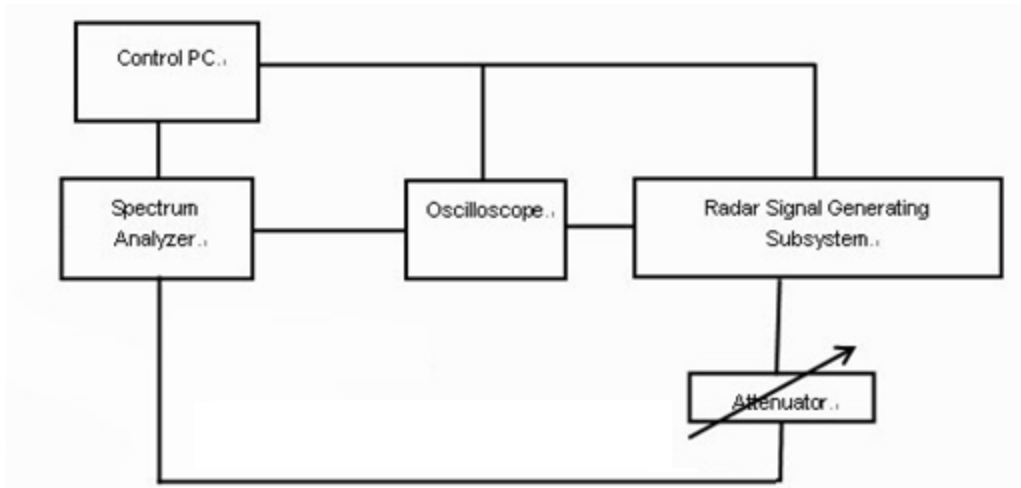 Control PC.
Spectrum
Analyzer.
Oscilloscope.
Radar Signal Generating
Subsystem.
Attenuator.